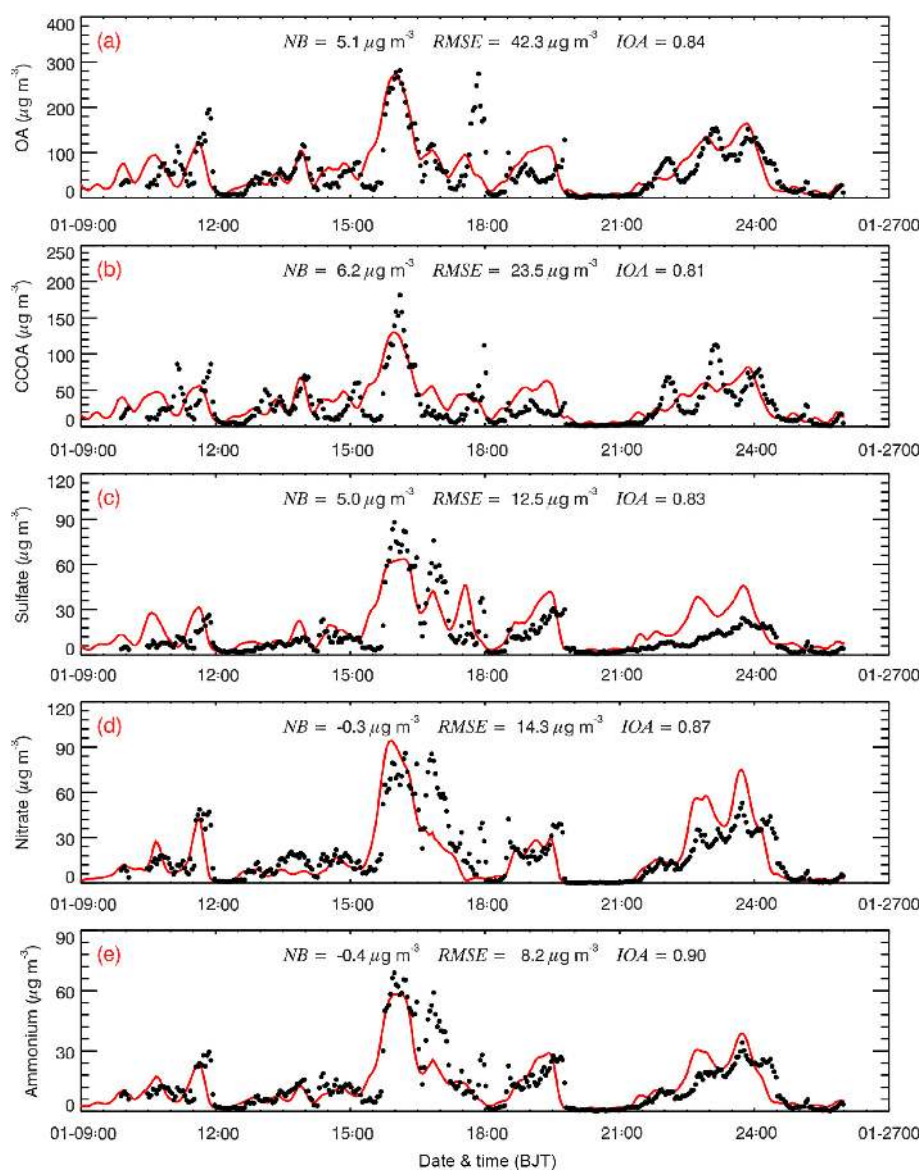 400
(a) NB = 5.1 μg m⁻³ RMSE = 42.3 μg m⁻³ IOA = 0.84
300
200
100
0
OA (μg m⁻³)
01-09:00 12:00 15:00 18:00 21:00 24:00 01-2700
250
(b) NB = 6.2 μg m⁻³ RMSE = 23.5 μg m⁻³ IOA = 0.81
200
150
100
50
0
CCOA (μg m⁻³)
01-09:00 12:00 15:00 18:00 21:00 24:00 01-2700
120
(c) NB = 5.0 μg m⁻³ RMSE = 12.5 μg m⁻³ IOA = 0.83
90
60
30
0
Sulfate (μg m⁻³)
01-09:00 12:00 15:00 18:00 21:00 24:00 01-2700
120
(d) NB = -0.3 μg m⁻³ RMSE = 14.3 μg m⁻³ IOA = 0.87
90
60
30
0
Nitrate (μg m⁻³)
01-09:00 12:00 15:00 18:00 21:00 24:00 01-2700
90
(e) NB = -0.4 μg m⁻³ RMSE = 8.2 μg m⁻³ IOA = 0.90
60
30
0
Ammonium (μg m⁻³)
01-09:00 12:00 15:00 18:00 21:00 24:00 01-2700
Date & time (BJT)